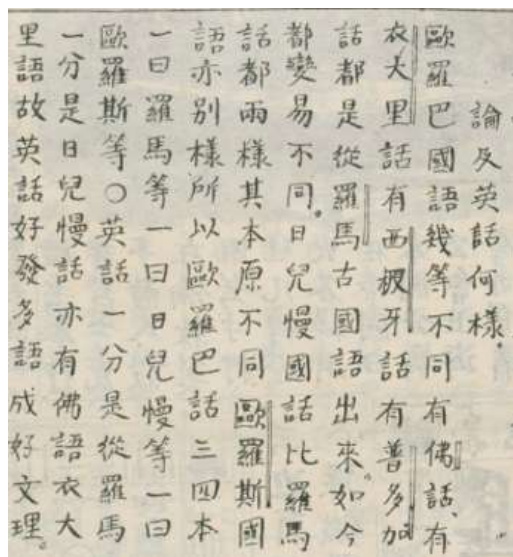 論及英話何樣。
歐羅巴國語幾等不同有佛話、有
衣大里話有西班牙話有普多加
話都是從羅馬古國語出來。如今
都變易不同。日兒慢國話比羅馬
話都兩樣其本原不同歐羅斯國
語亦別樣所以歐羅巴話三四本
一曰羅馬等一曰日兒慢等一曰
歐羅斯等○英話一分是從羅馬
一分是日兒慢話亦有佛語衣大
里語故英話好發多語成好文理。